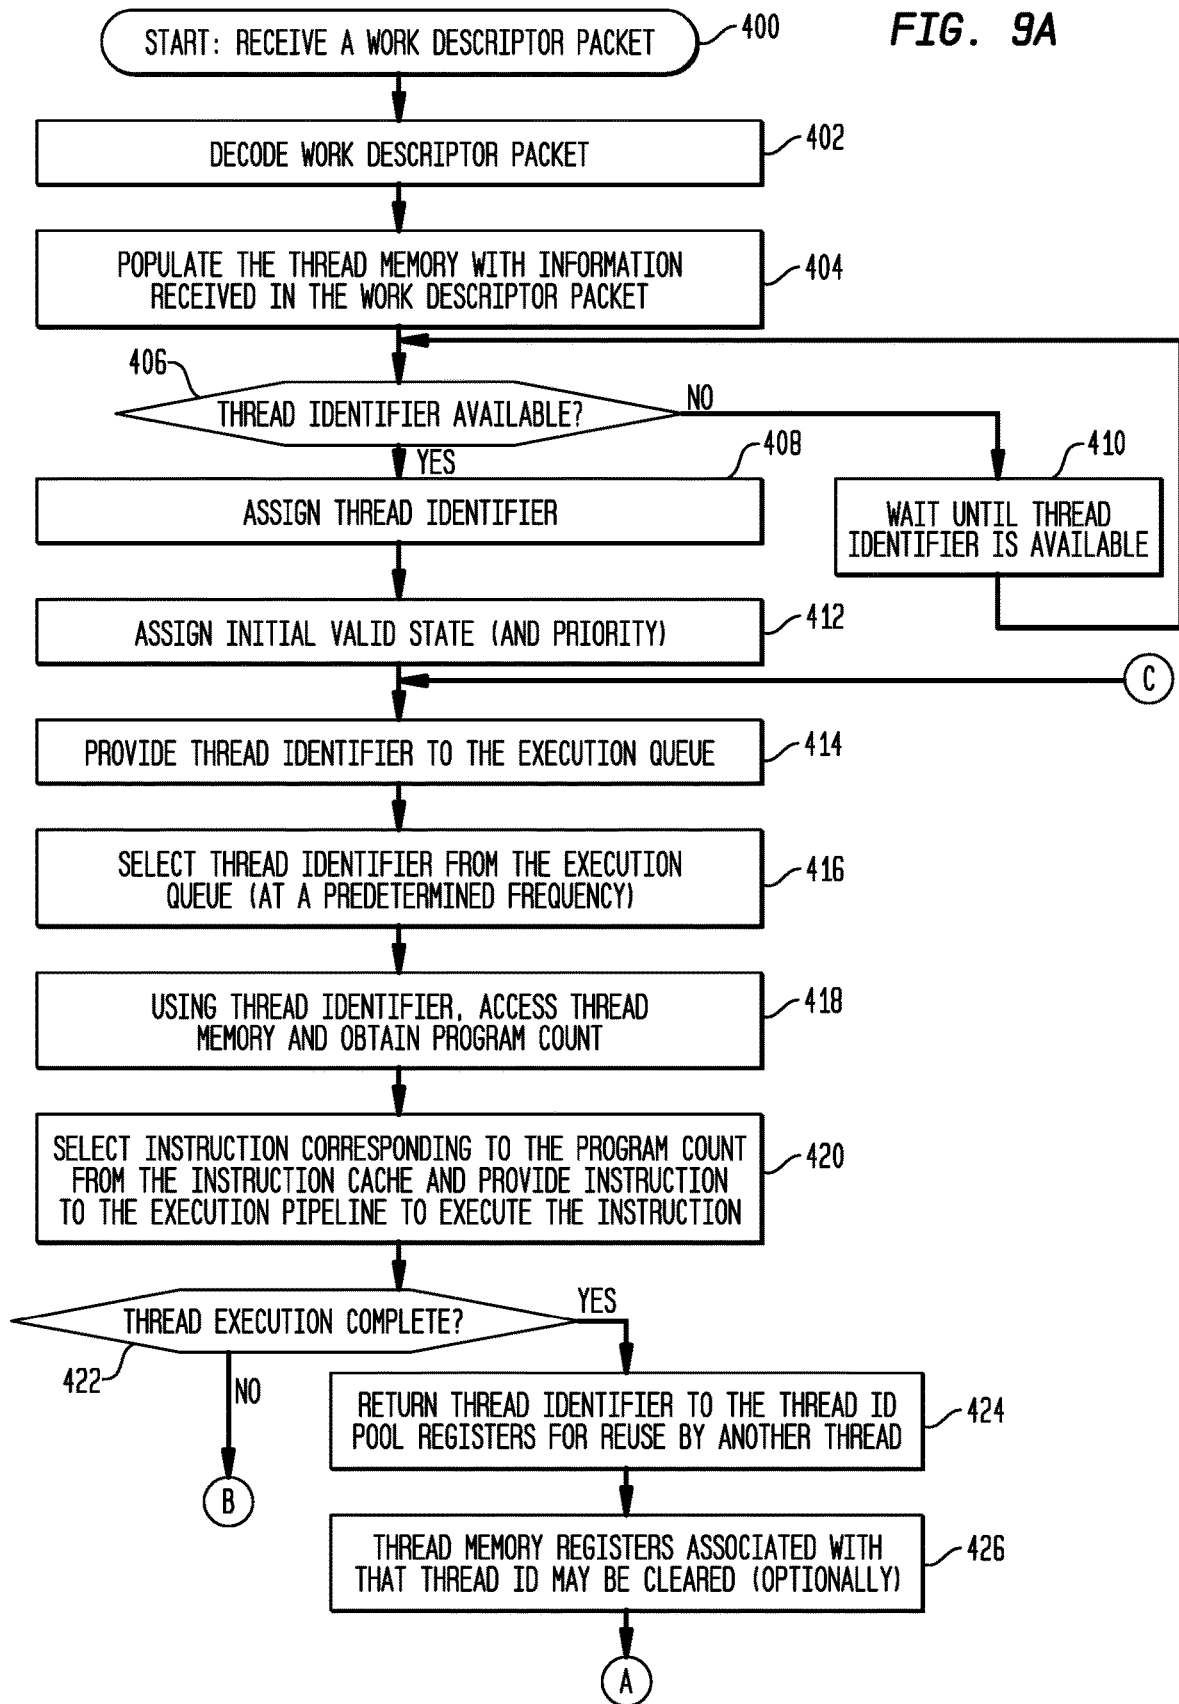 FIG. 9A
START: RECEIVE A WORK DESCRIPTOR PACKET
400
DECODE WORK DESCRIPTOR PACKET
402
POPULATE THE THREAD MEMORY WITH INFORMATION
RECEIVED IN THE WORK DESCRIPTOR PACKET
404
406
THREAD IDENTIFIER AVAILABLE?
NO
YES
408
ASSIGN THREAD IDENTIFIER
410
WAIT UNTIL THREAD
IDENTIFIER IS AVAILABLE
ASSIGN INITIAL VALID STATE (AND PRIORITY)
412
C
PROVIDE THREAD IDENTIFIER TO THE EXECUTION QUEUE
414
SELECT THREAD IDENTIFIER FROM THE EXECUTION
QUEUE (AT A PREDETERMINED FREQUENCY)
416
USING THREAD IDENTIFIER, ACCESS THREAD
MEMORY AND OBTAIN PROGRAM COUNT
418
SELECT INSTRUCTION CORRESPONDING TO THE PROGRAM COUNT
FROM THE INSTRUCTION CACHE AND PROVIDE INSTRUCTION
TO THE EXECUTION PIPELINE TO EXECUTE THE INSTRUCTION
420
THREAD EXECUTION COMPLETE?
YES
422
NO
B
RETURN THREAD IDENTIFIER TO THE THREAD ID
POOL REGISTERS FOR REUSE BY ANOTHER THREAD
424
THREAD MEMORY REGISTERS ASSOCIATED WITH
THAT THREAD ID MAY BE CLEARED (OPTIONALLY)
426
A